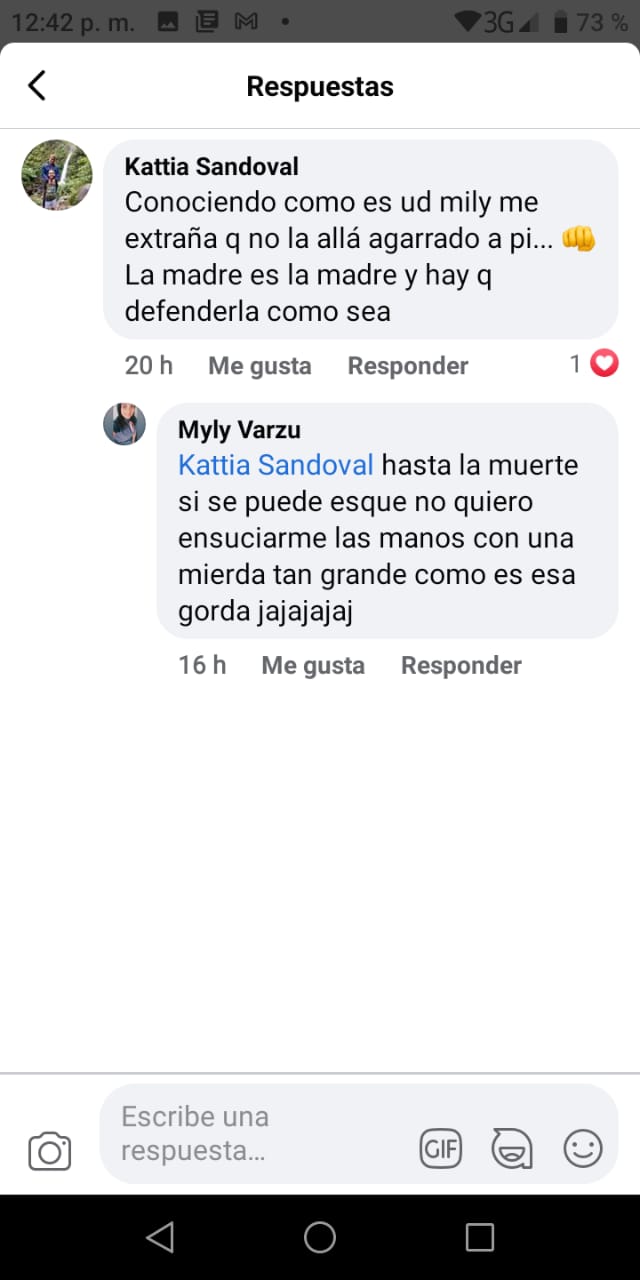 12:42 p. m.
3G
73 %
Respuestas
Kattia Sandoval
Conociendo como es ud mily me
extraña q no la allá agarrado a pi... 👊
La madre es la madre y hay q
defenderla como sea
20 h Me gusta Responder 1
Myly Varzu
Kattia Sandoval hasta la muerte
si se puede esque no quiero
ensuciarme las manos con una
mierda tan grande como es esa
gorda jajajajaj
16 h Me gusta Responder
Escribe una
respuesta...
GIF